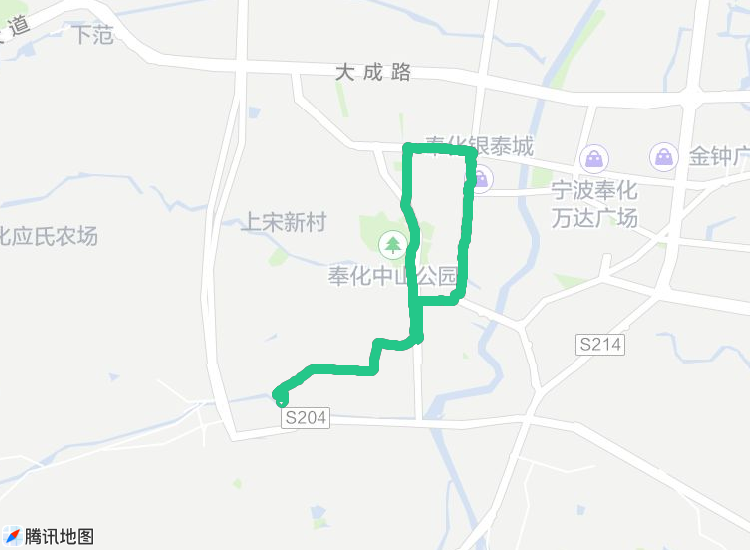 道
下范
大成路
奉化银泰城
金钟广
宁波奉化
万达广场
上宋新村
化应氏农场
奉化中山公园
S214
S204
腾讯地图